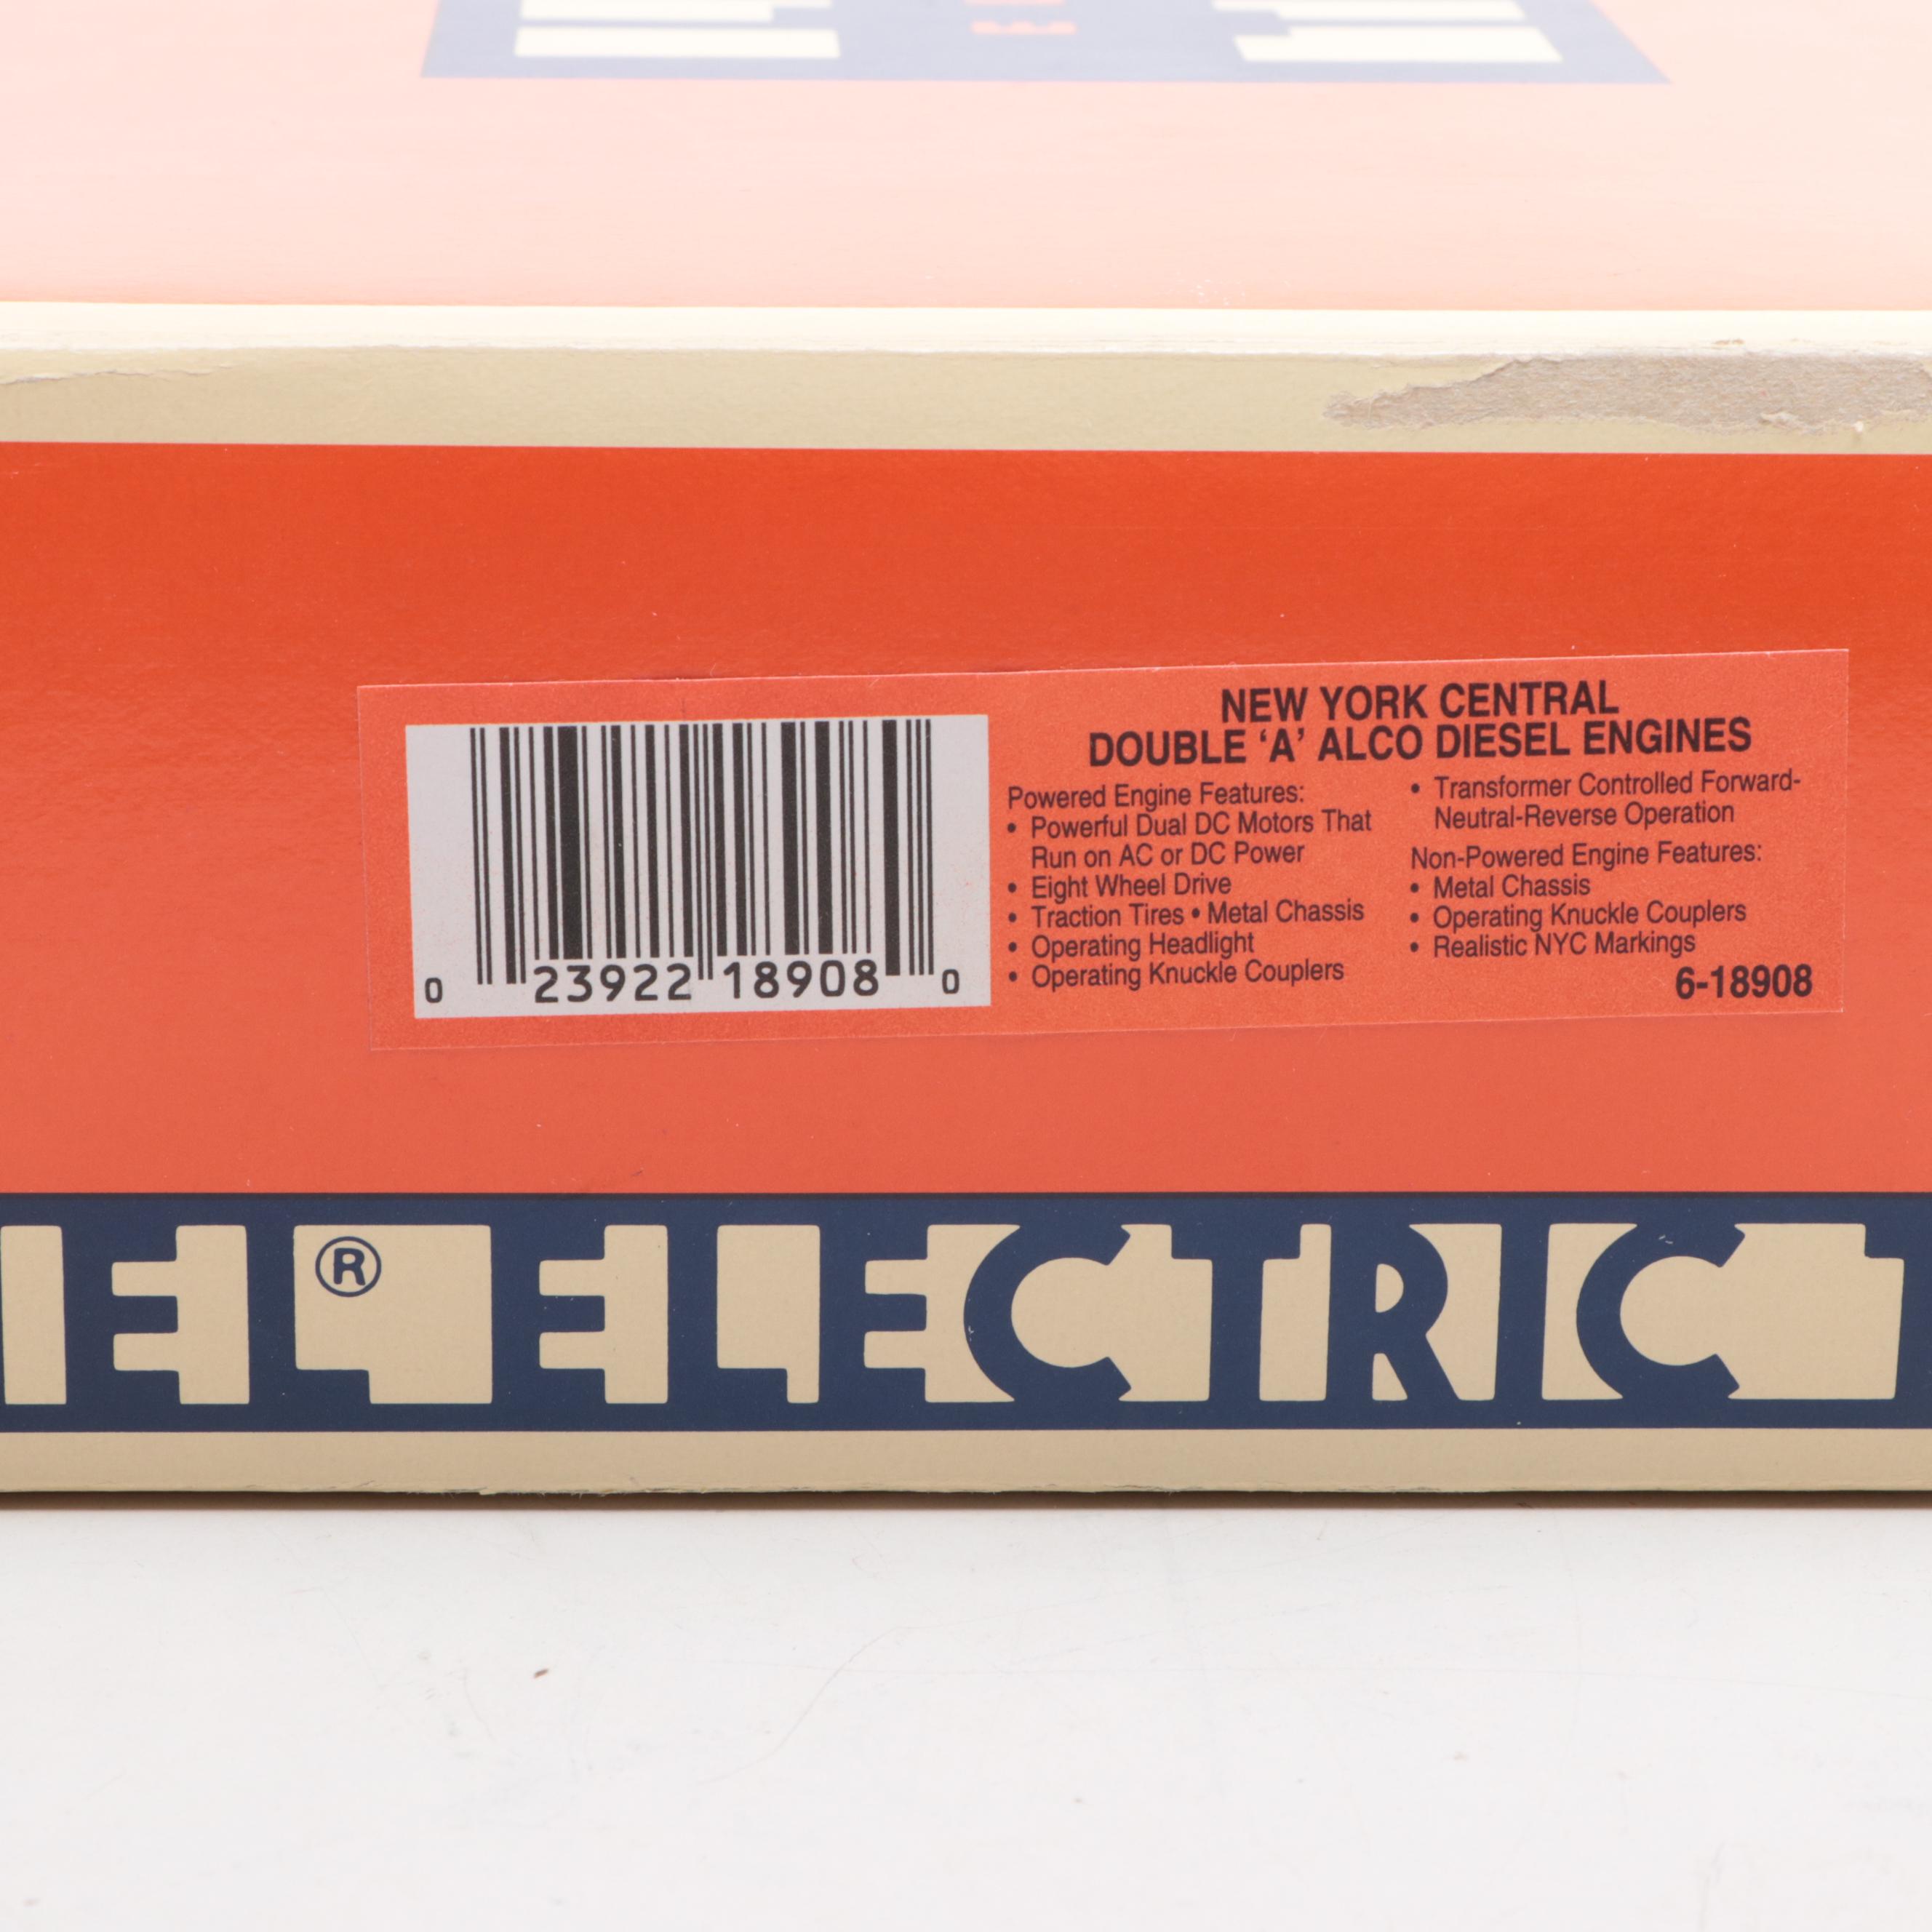 NEW YORK CENTRAL
DOUBLE ‘A’ ALCO DIESEL ENGINES
Powered Engine Features:
• Powerful Dual DC Motors That
Run on AC or DC Power
• Eight Wheel Drive
• Traction Tires • Metal Chassis
• Operating Headlight
• Operating Knuckle Couplers
• Transformer Controlled Forward-
Neutral-Reverse Operation
Non-Powered Engine Features:
• Metal Chassis
• Operating Knuckle Couplers
• Realistic NYC Markings
6-18908
0 23922 18908 0
EL® ELECTRIC T